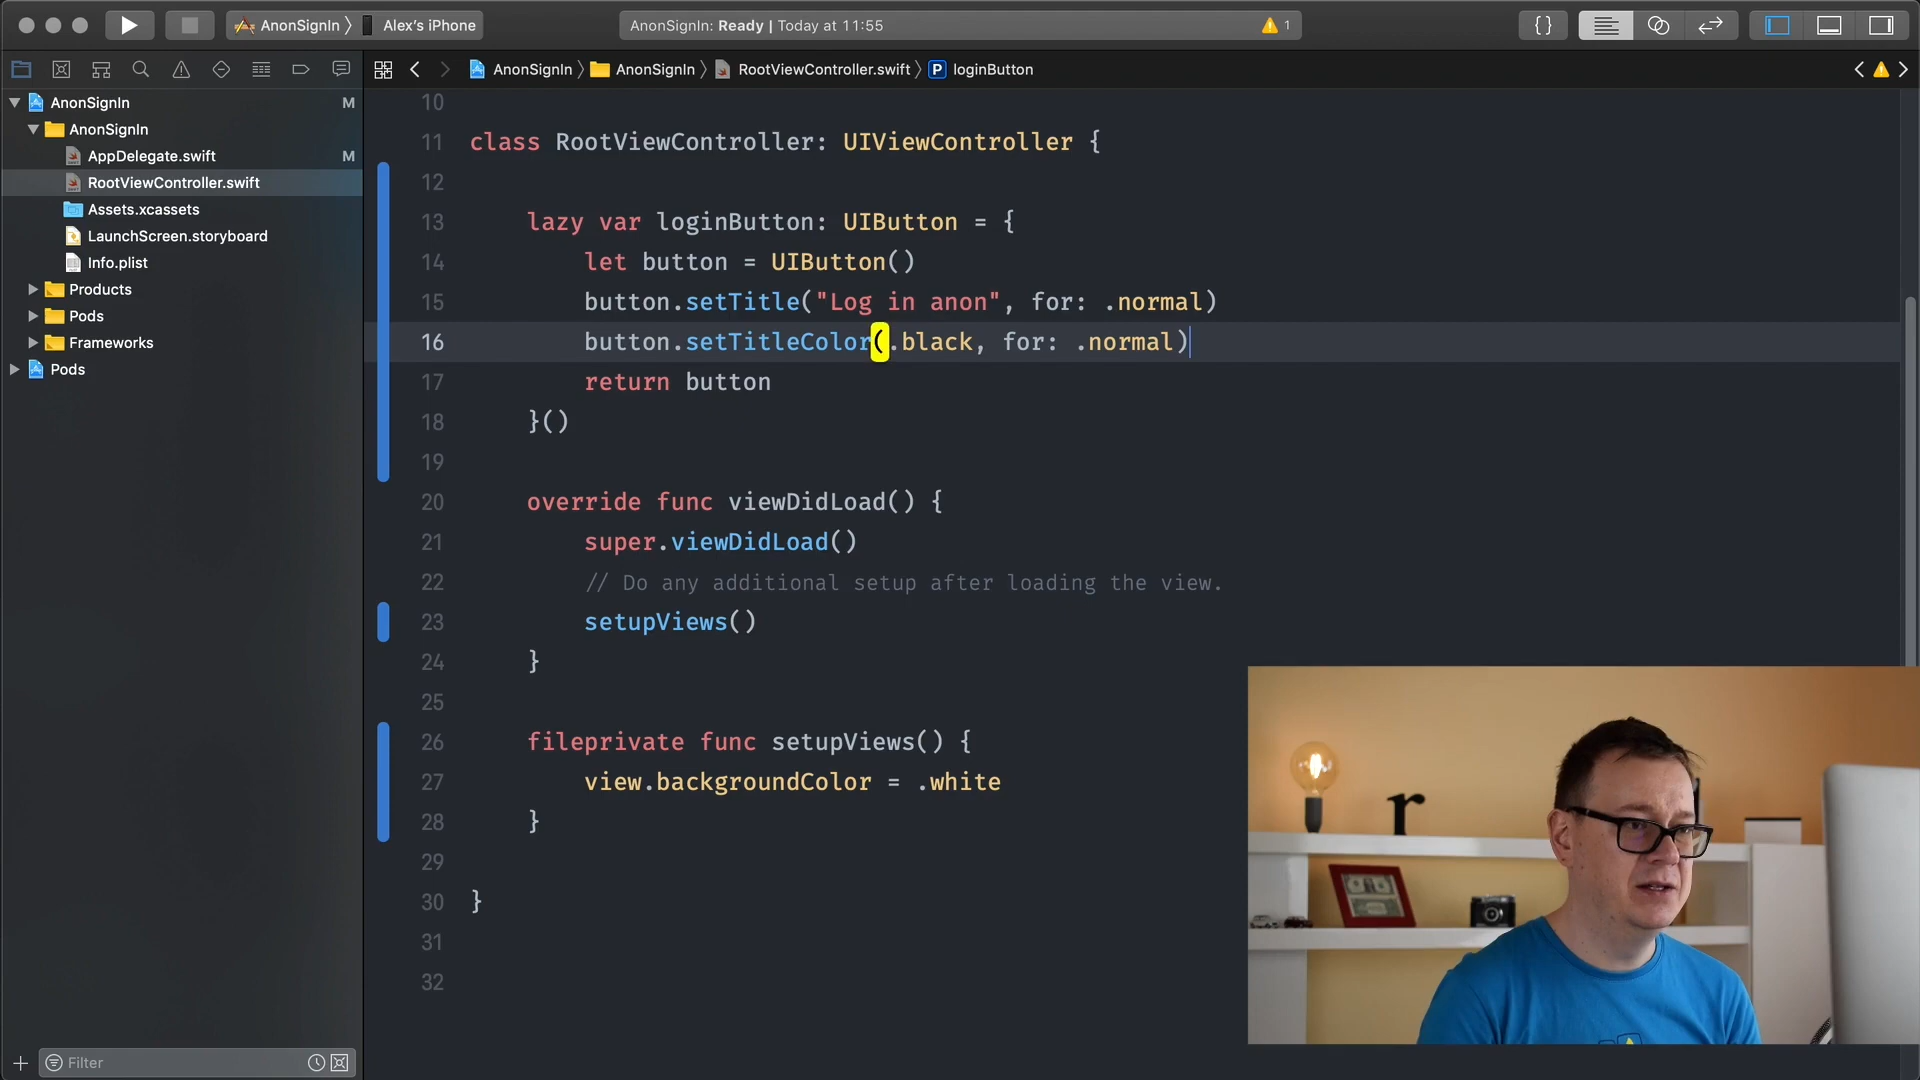 AnonSignIn Alex's iPhone
AnonSignIn: Ready | Today at 11:55
1
AnonSignIn AnonSignIn RootViewController.swift P loginButton
AnonSignIn M
AnonSignIn
AppDelegate.swift M
RootViewController.swift
Assets.xcassets
LaunchScreen.storyboard
Info.plist
Products
Pods
Frameworks
Pods
Filter
10
11 class RootViewController: UIViewController {
12
13 lazy var loginButton: UIButton = {
14 let button = UIButton()
15 button.setTitle("Log in anon", for: .normal)
16 button.setTitleColor(.black, for: .normal)
17 return button
18 }()
19
20 override func viewDidLoad() {
21 super.viewDidLoad()
22 // Do any additional setup after loading the view.
23 setupViews()
24 }
25
26 fileprivate func setupViews() {
27 view.backgroundColor = .white
28 }
29
30 }
31
32
r